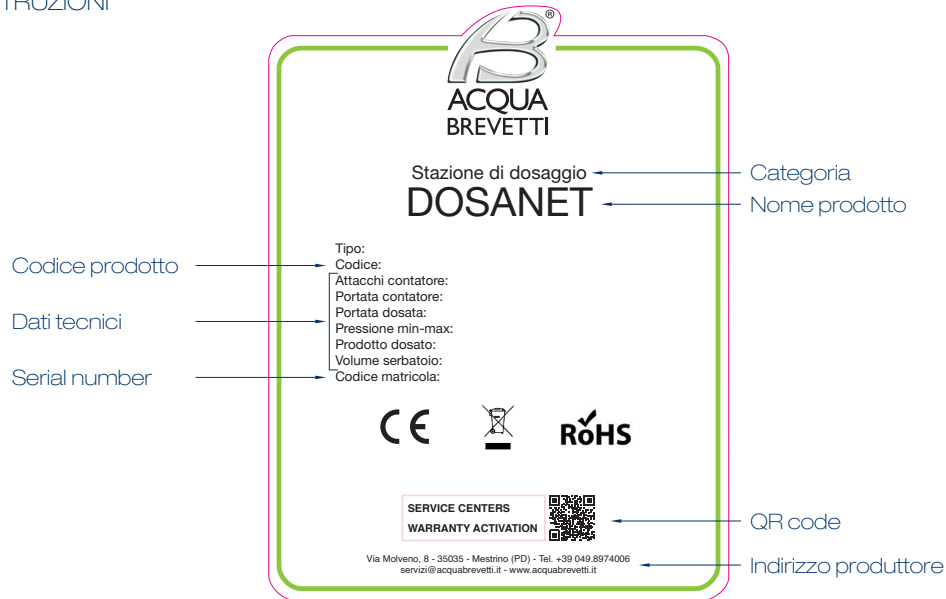 TRUZIONI
®
ACQUA
BREVETTI
Stazione di dosaggio
Categoria
DOSANET
Nome prodotto
Tipo:
Codice prodotto
Codice:
Dati tecnici
Attacchi contatore:
Portata contatore:
Portata dosata:
Pressione min-max:
Prodotto dosato:
Volume serbatoio:
Serial number
Codice matricola:
CE
RoHS
SERVICE CENTERS
WARRANTY ACTIVATION
QR code
Via Molveno, 8 - 35035 - Mestrino (PD) - Tel. +39 049.8974006
servizi@acquabrevetti.it - www.acquabrevetti.it
Indirizzo produttore